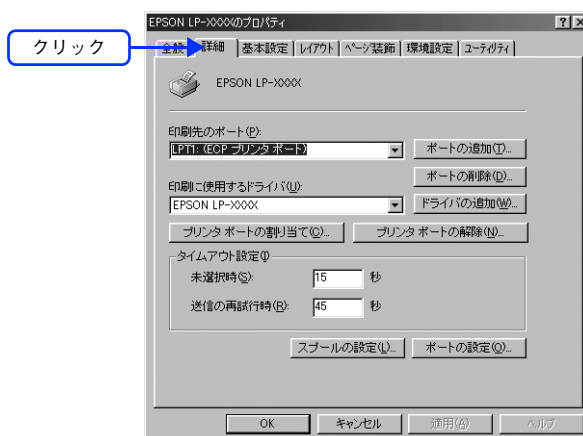 EPSON LP-XXXXのプロパティ
クリック
全般 詳細 基本設定 レイアウト ページ装飾 環境設定 ユーティリティ
EPSON LP-XXXX
印刷先のポート(P):
LPT1: (ECP プリンタ ポート)
ポートの追加(T)...
ポートの削除(D)...
印刷に使用するドライバ(U):
EPSON LP-XXXX
ドライバの追加(W)...
プリンタ ポートの割り当て(C)...
プリンタ ポートの解除(N)...
タイムアウト設定(I)
未選択時(S):
15
秒
送信の再試行時(R):
45
秒
スプールの設定(L)...
ポートの設定(O)...
OK
キャンセル
適用(A)
ヘルプ